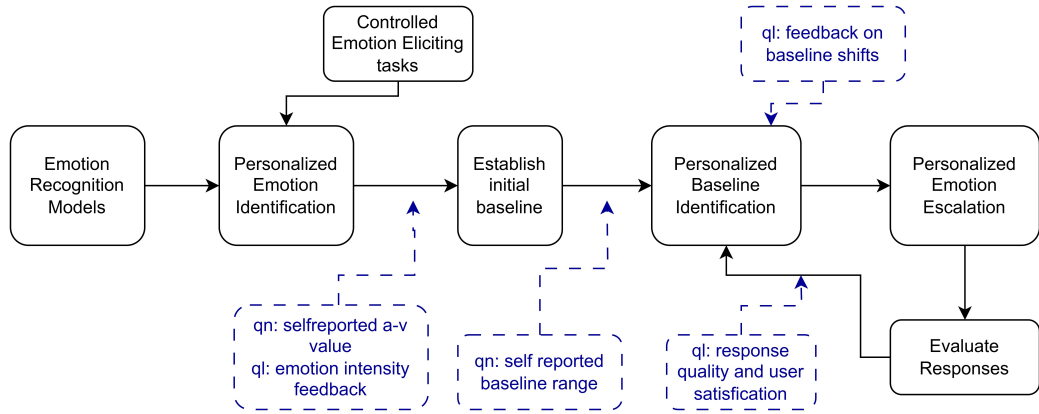 Controlled
Emotion Eliciting
tasks
ql: feedback on
baseline shifts
Emotion
Recognition
Models
Personalized
Emotion
Identification
Establish
initial
baseline
Personalized
Baseline
Identification
Personalized
Emotion
Escalation
qn: selfreported a-v
value
ql: emotion intensity
feedback
qn: self reported
baseline range
ql: response
quality and user
satisfication
Evaluate
Responses